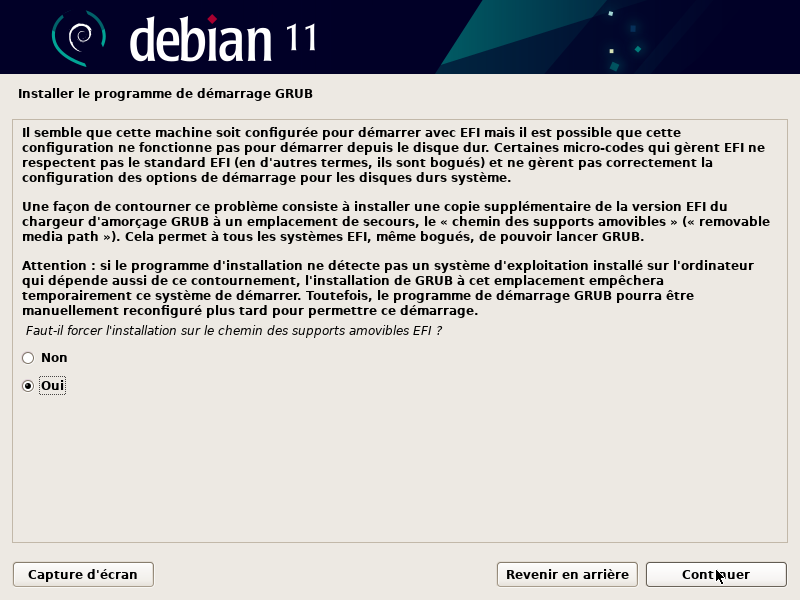 debian 11
Installer le programme de démarrage GRUB
Il semble que cette machine soit configurée pour démarrer avec EFI mais il est possible que cette
configuration ne fonctionne pas pour démarrer depuis le disque dur. Certaines micro-codes qui gèrent EFI ne
respectent pas le standard EFI (en d'autres termes, ils sont bogués) et ne gèrent pas correctement la
configuration des options de démarrage pour les disques durs système.
Une façon de contourner ce problème consiste à installer une copie supplémentaire de la version EFI du
chargeur d'amorçage GRUB à un emplacement de secours, le « chemin des supports amovibles » (« removable
media path »). Cela permet à tous les systèmes EFI, même bogués, de pouvoir lancer GRUB.
Attention : si le programme d'installation ne détecte pas un système d'exploitation installé sur l'ordinateur
qui dépende aussi de ce contournement, l'installation de GRUB à cet emplacement empêchera
temporairement ce système de démarrer. Toutefois, le programme de démarrage GRUB pourra être
manuellement reconfiguré plus tard pour permettre ce démarrage.
Faut-il forcer l'installation sur le chemin des supports amovibles EFI ?
Non
Oui
Capture d'écran
Revenir en arrière
Continuer